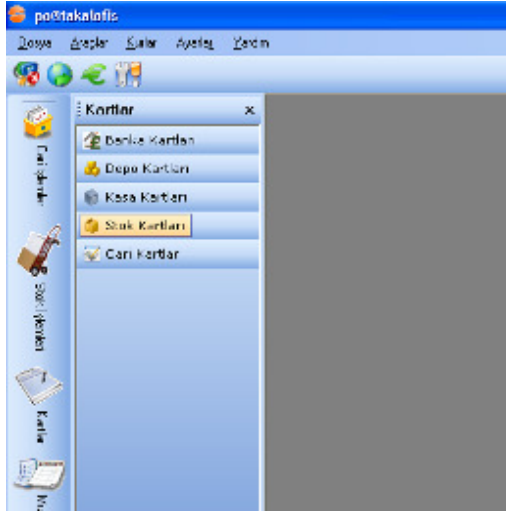 po@takalofis
Dosya Araçlar Kurlar Ayarlar Yardım
Kartlar
Banka Kartları
Depo Kartları
Kasa Kartları
Stok Kartları
Cari Kartlar
Cari İşlemler
Stok İşlemleri
Kartlar